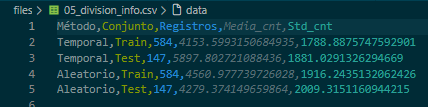 files > 05_division_info.csv > data
1 Método,Conjunto,Registros,Media_cnt,Std_cnt
2 Temporal,Train,584,4153.5993150684935,1788.8875747592901
3 Temporal,Test,147,5897.802721088436,1881.0291326294669
4 Aleatorio,Train,584,4560.977739726028,1916.2435132062426
5 Aleatorio,Test,147,4279.374149659864,2009.3151160944215
6